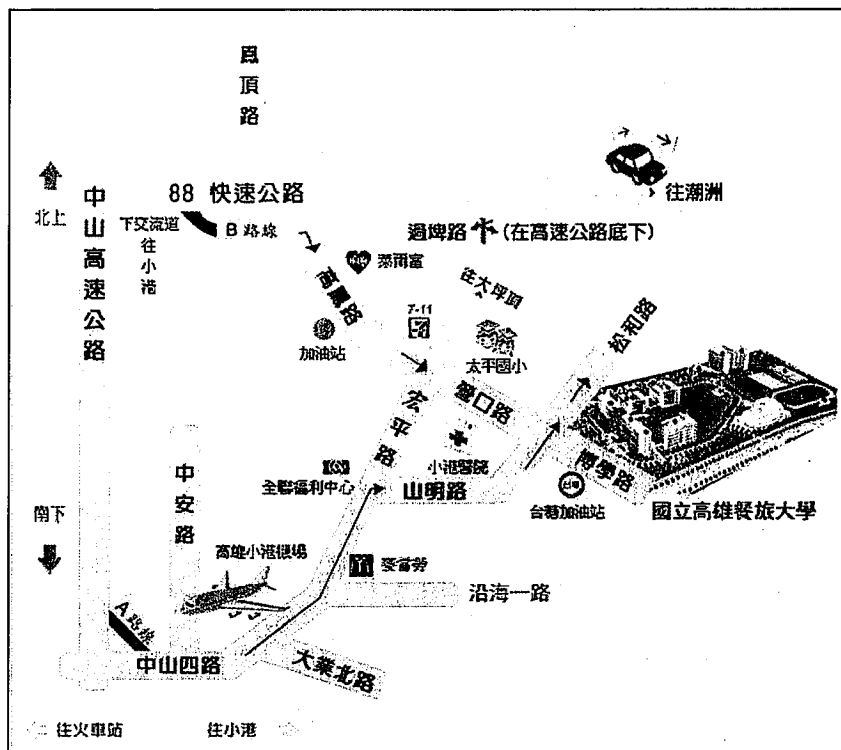 鳳頂路
北上
中山高速公路
88 快速公路
下交流道
往小港
B 路線
往潮洲
過埤路 (在高速公路底下)
萊爾富
高鳳路
往大坪頂
7-11
加油站
太平國小
松和路
營口路
宏平路
小港醫院
全聯福利中心
中安路
山明路
博學路
台糖加油站
國立高雄餐旅大學
南下
高雄小港機場
麥當勞
沿海一路
A 路線
中山四路
大業北路
往火車站
往小港